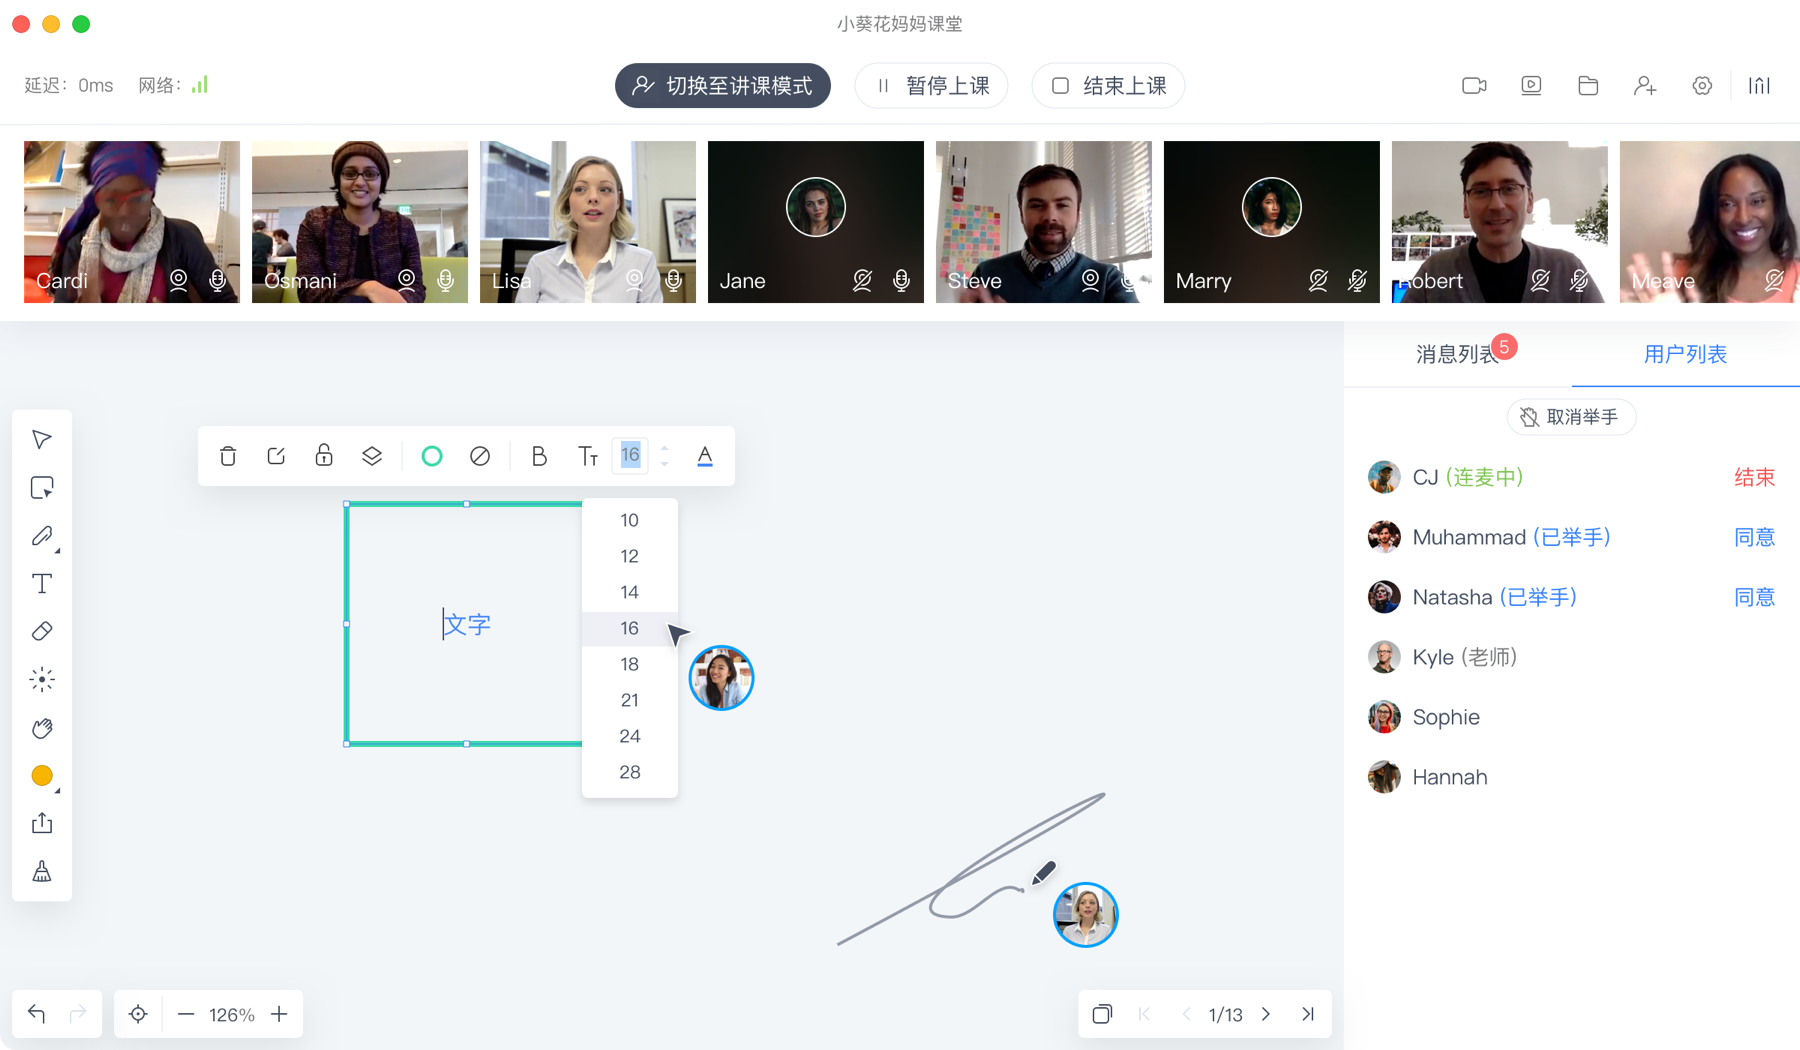 小葵花妈妈课堂
延迟：0ms 网络：
切换至讲课模式
暂停上课
结束上课
Cardi
Osmani
Lisa
Jane
Steve
Marry
Robert
Meave
消息列表 5
用户列表
取消举手
CJ (连麦中) 结束
Muhammad (已举手) 同意
Natasha (已举手) 同意
Kyle (老师)
Sophie
Hannah
B TT 16 A
10
12
14
16
18
21
24
28
文字
T
126%
1/13